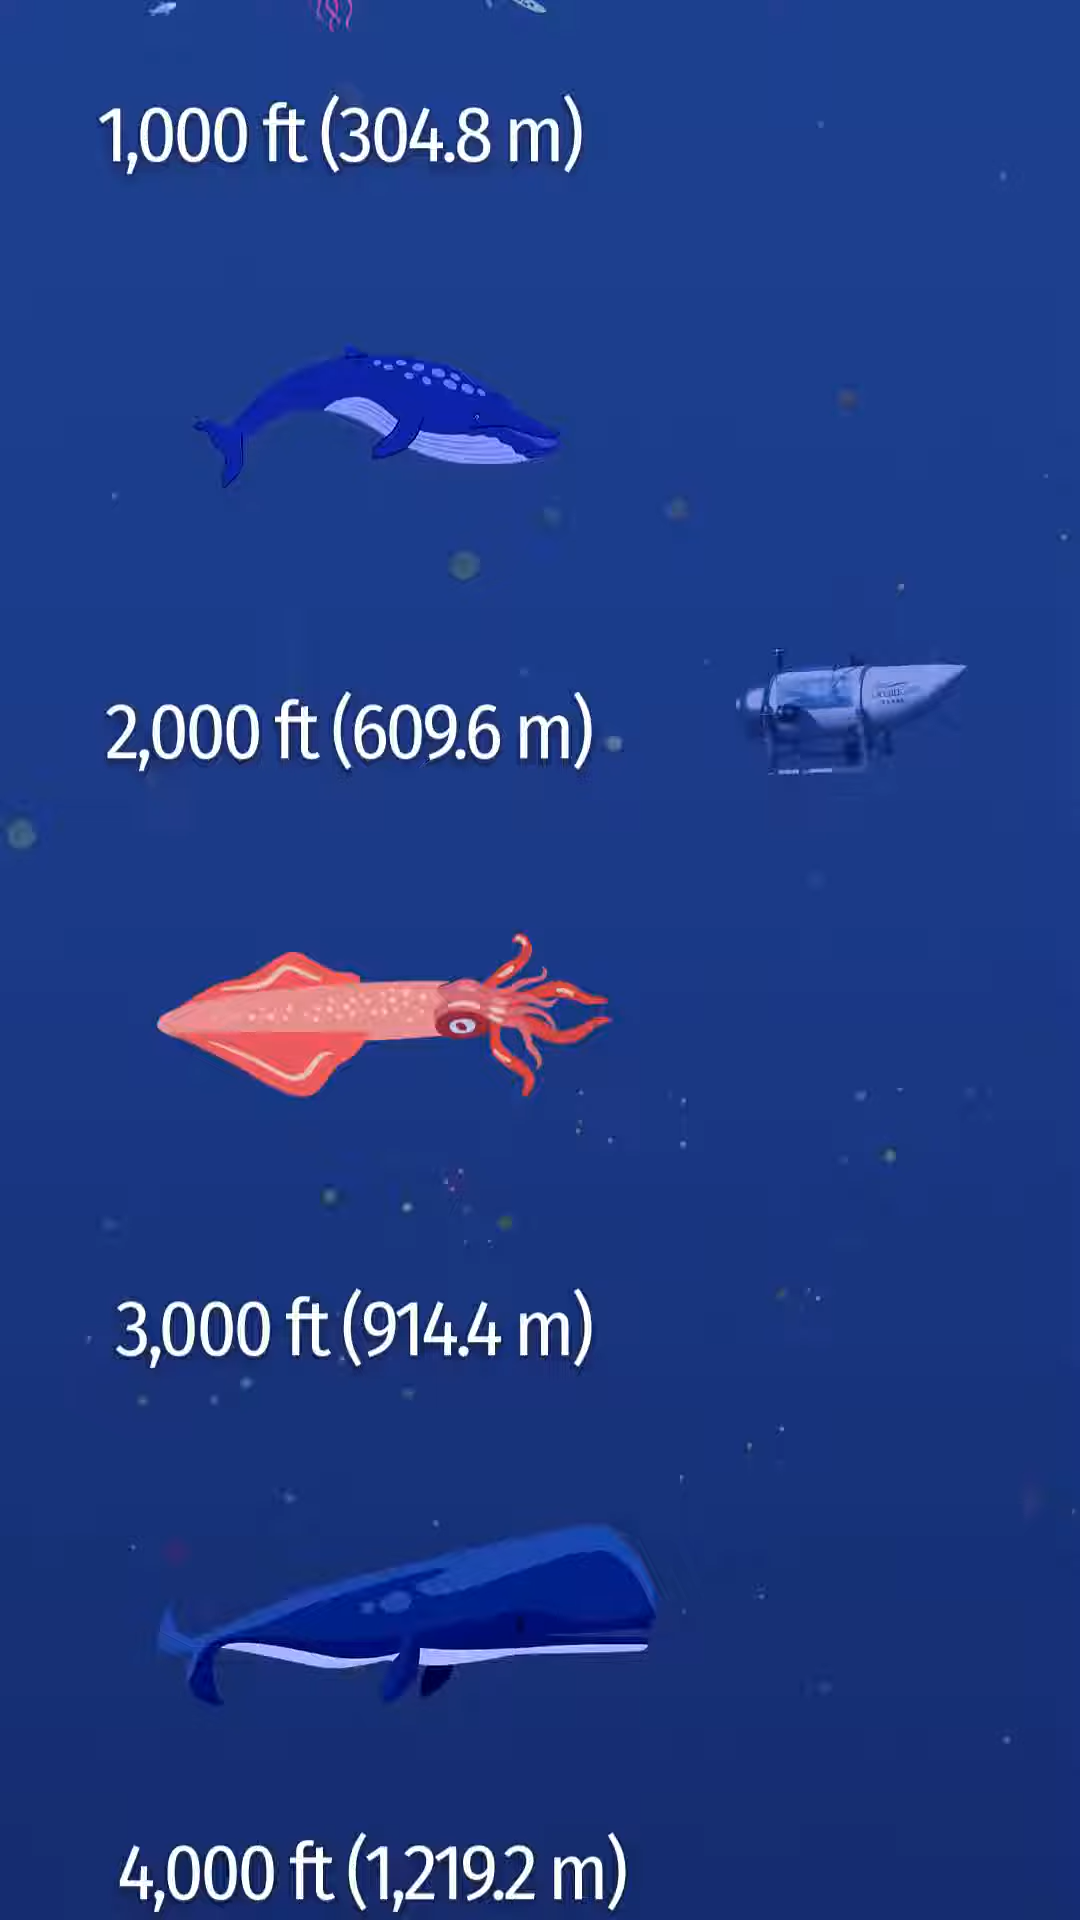 1,000 ft (304.8 m)
2,000 ft (609.6 m)
3,000 ft (914.4 m)
4,000 ft (1,219.2 m)